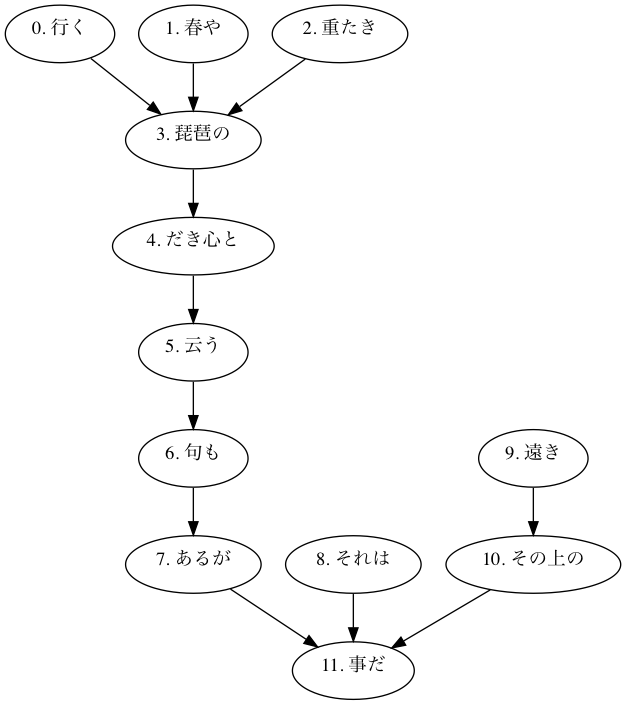 0. 行く
1. 春や
2. 重たき
3. 琵琶の
4. だき心と
5. 云う
6. 句も
9. 遠き
7. あるが
8. それは
10. その上の
11. 事だ